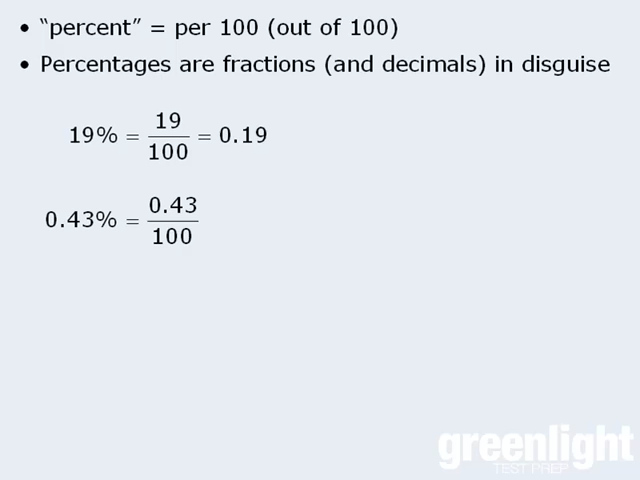 • “percent” = per 100 (out of 100)
• Percentages are fractions (and decimals) in disguise
19% = 19/100 = 0.19
0.43% = 0.43/100
greenlight
TEST PREP